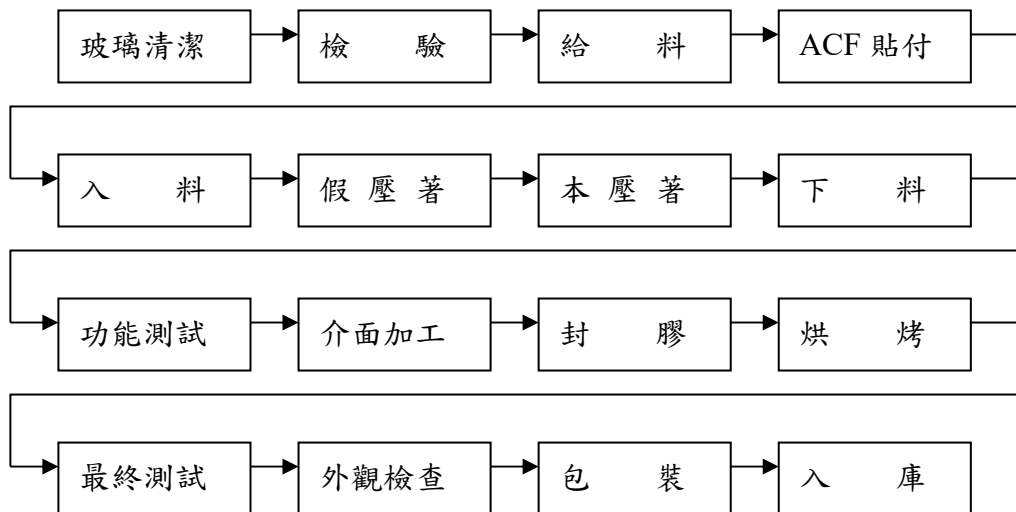 玻璃清潔 檢驗 給料 ACF 貼付
入料 假壓著 本壓著 下料
功能測試 介面加工 封膠 烘烤
最終測試 外觀檢查 包裝 入庫